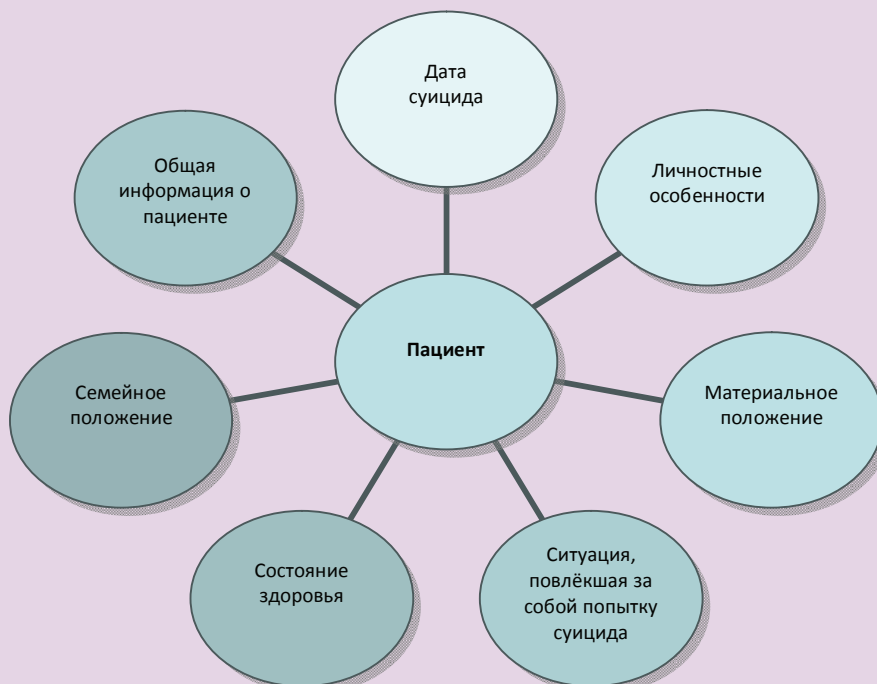 Дата
суицида
Общая
информация о
пациенте
Личностные
особенности
Пациент
Семейное
положение
Материальное
положение
Состояние
здоровья
Ситуация,
повлёкшая за
собой попытку
суицида